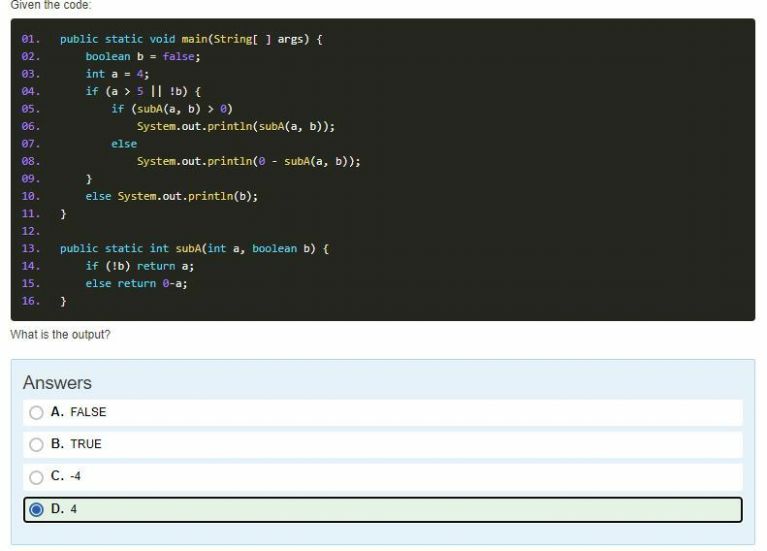 Given the code:
01. public static void main(String[ ] args) {
02. boolean b = false;
03. int a = 4;
04. if (a > 5 || !b) {
05. if (subA(a, b) > 0)
06. System.out.println(subA(a, b));
07. else
08. System.out.println(0 - subA(a, b));
09. }
10. else System.out.println(b);
11. }
12.
13. public static int subA(int a, boolean b) {
14. if (!b) return a;
15. else return 0-a;
16. }
What is the output?
Answers
A. FALSE
B. TRUE
C. -4
D. 4